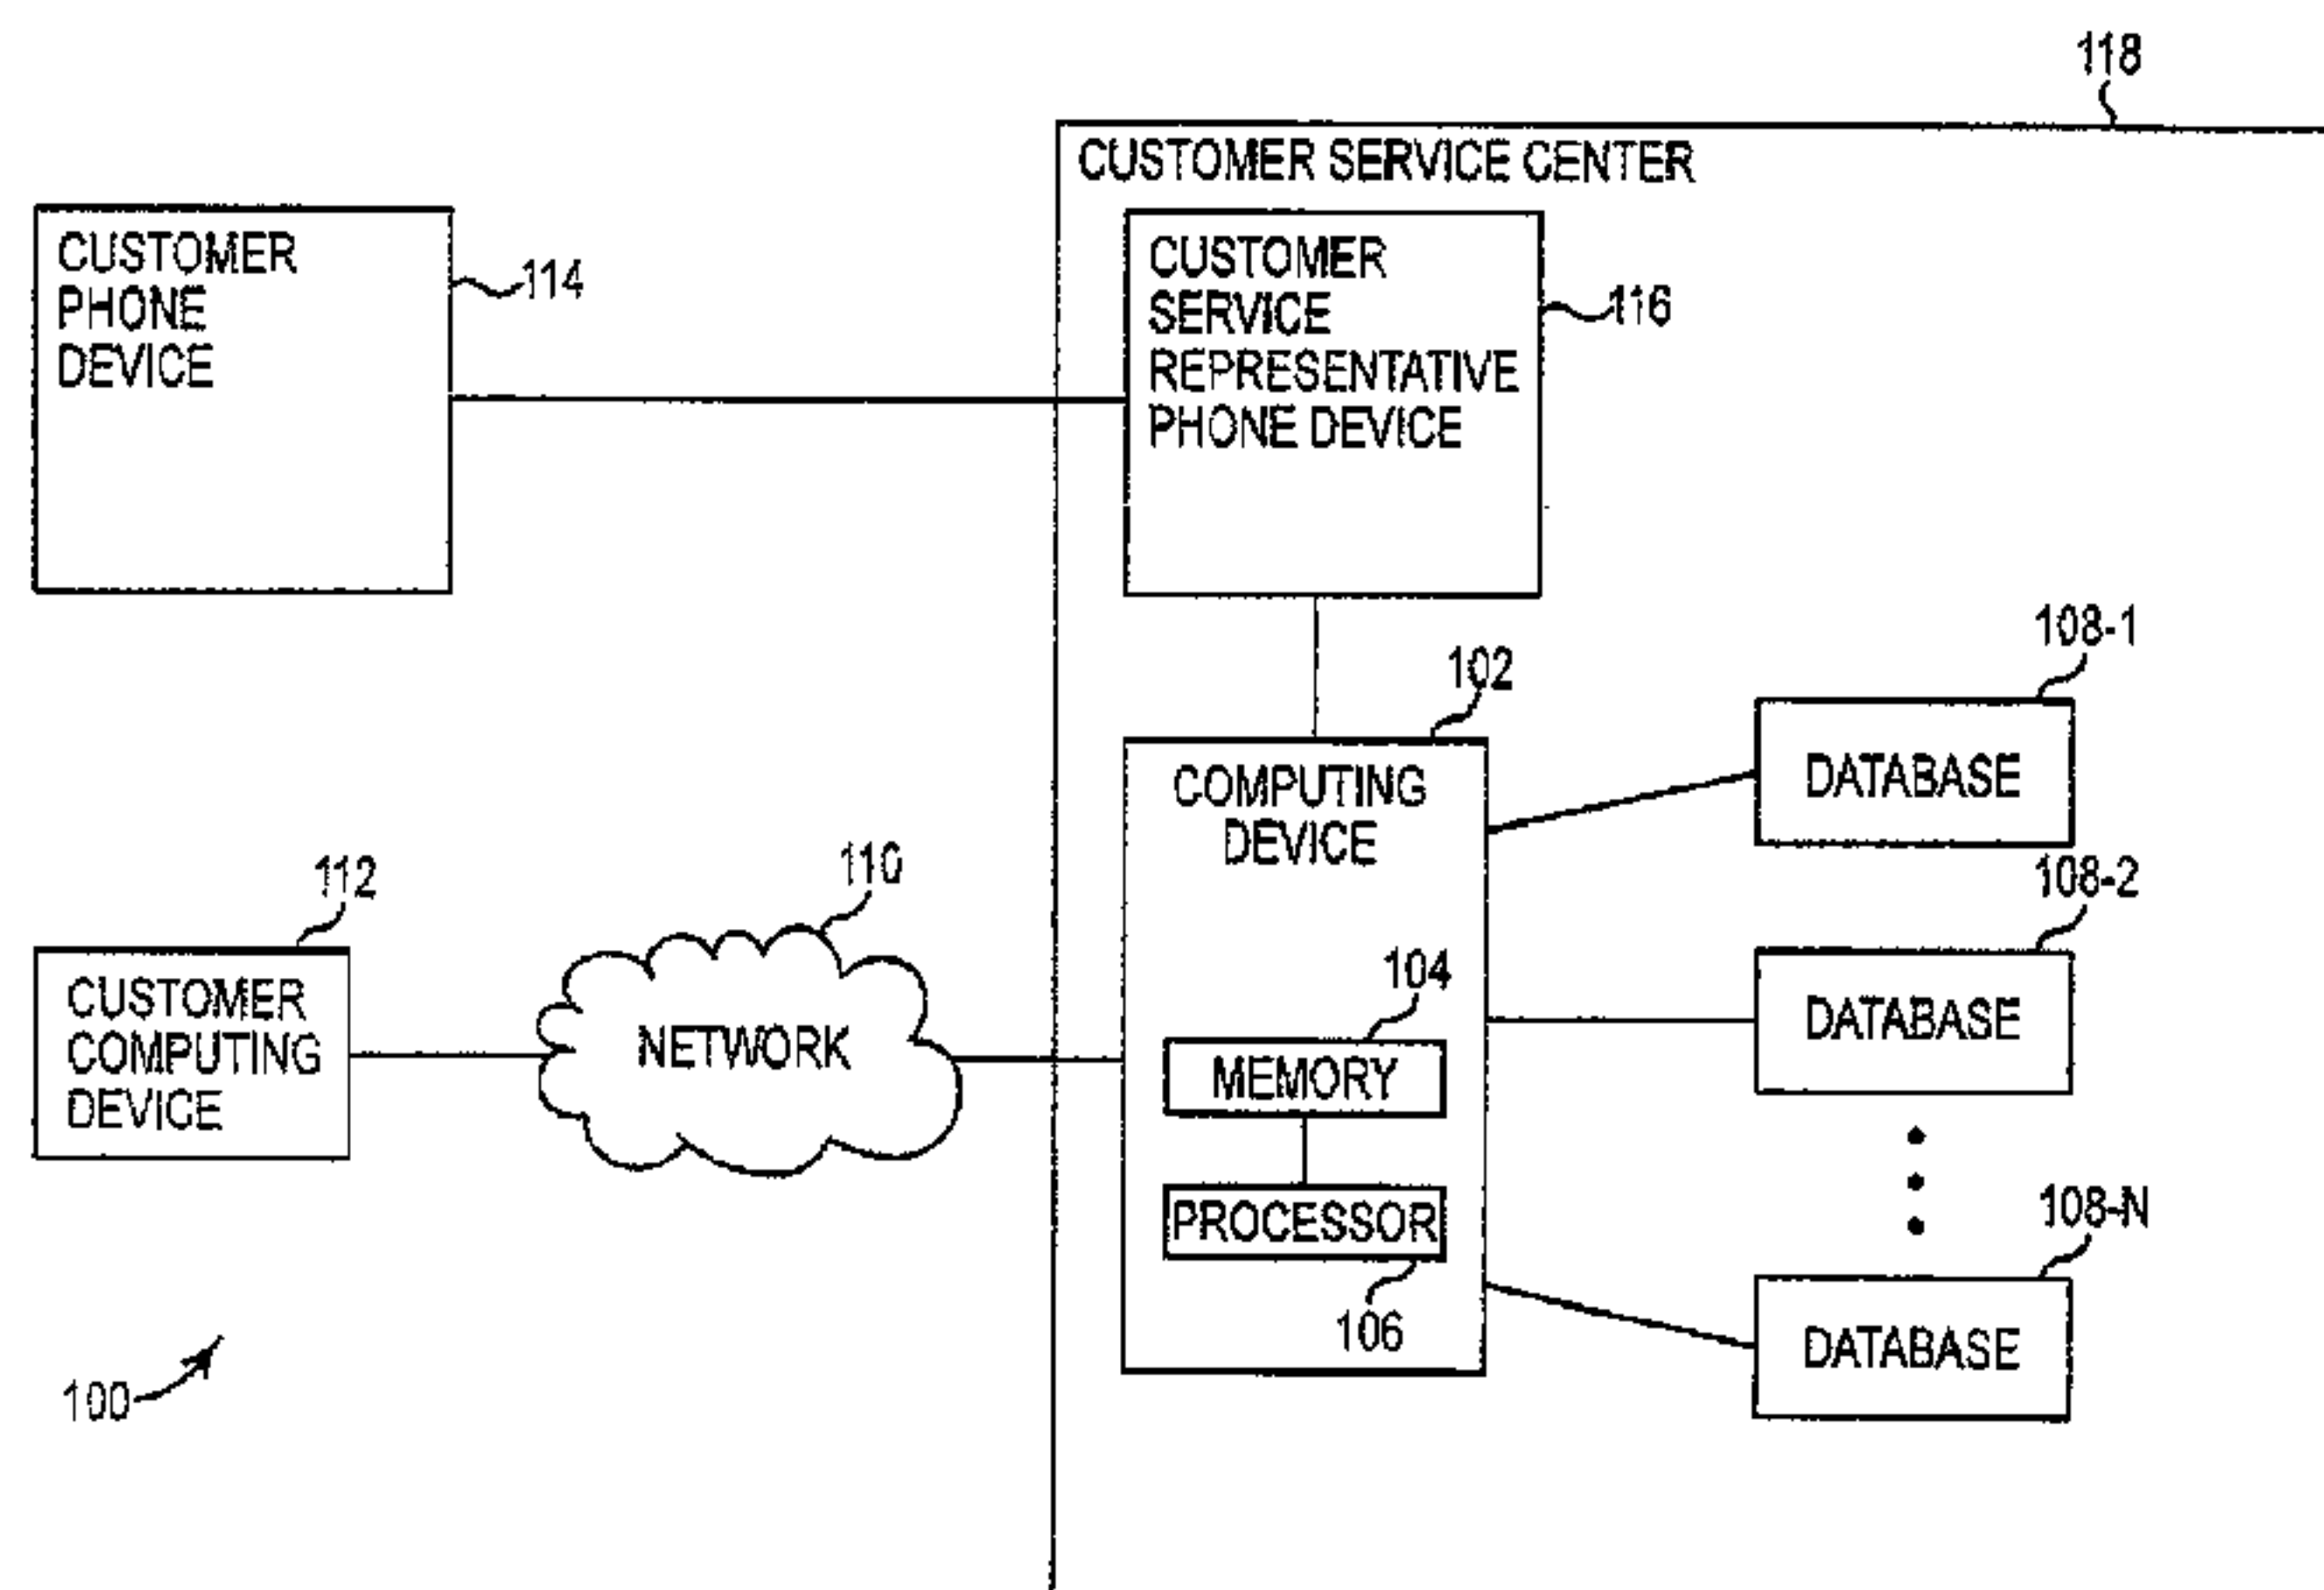 118
CUSTOMER SERVICE CENTER
CUSTOMER
PHONE
DEVICE
114
CUSTOMER
SERVICE
REPRESENTATIVE
PHONE DEVICE
116
102
108-1
COMPUTING
DEVICE
DATABASE
112
110
108-2
CUSTOMER
COMPUTING
DEVICE
NETWORK
104
MEMORY
DATABASE
PROCESSOR
106
108-N
DATABASE
100